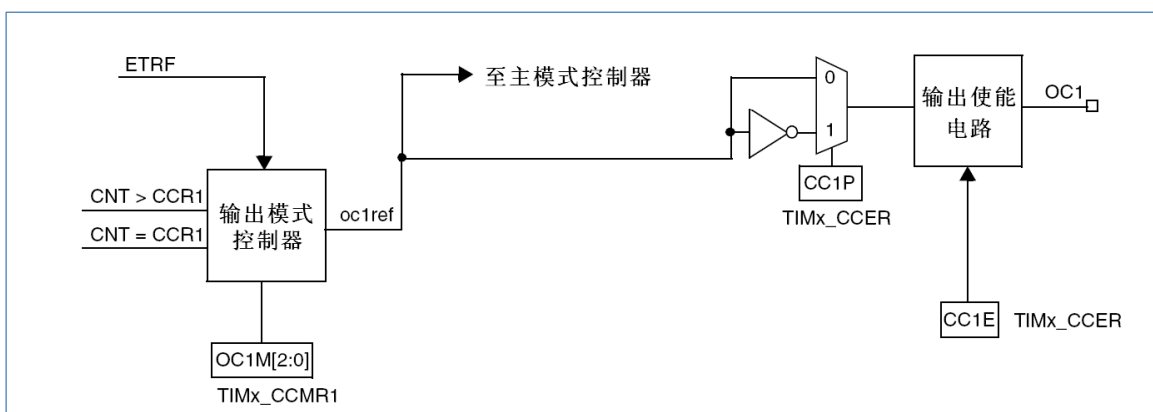 ETRF
至主模式控制器
0
1
输出使能
电路
OC1
CC1P
TIMx_CCER
CNT > CCR1
CNT = CCR1
输出模式
控制器
oc1ref
CC1E
TIMx_CCER
OC1M[2:0]
TIMx_CCMR1